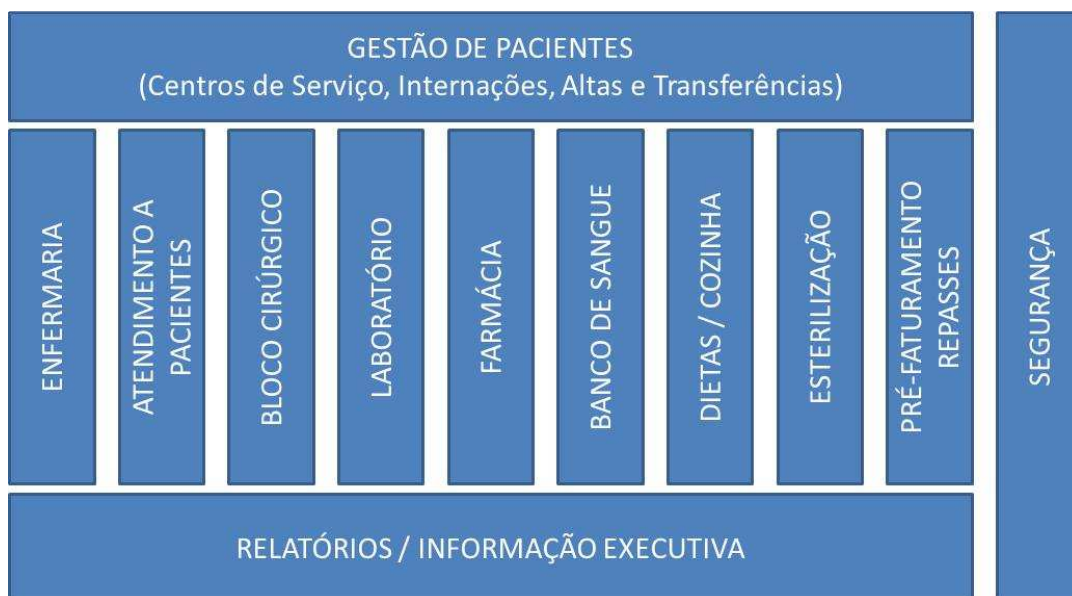 GESTÃO DE PACIENTES
(Centros de Serviço, Internações, Altas e Transferências)
ENFERMARIA
ATENDIMENTO A
PACIENTES
BLOCO CIRÚRGICO
LABORATÓRIO
FARMÁCIA
BANCO DE SANGUE
DIETAS / COZINHA
ESTERILIZAÇÃO
PRÉ-FATURAMENTO
REPASSES
SEGURANÇA
RELATÓRIOS / INFORMAÇÃO EXECUTIVA